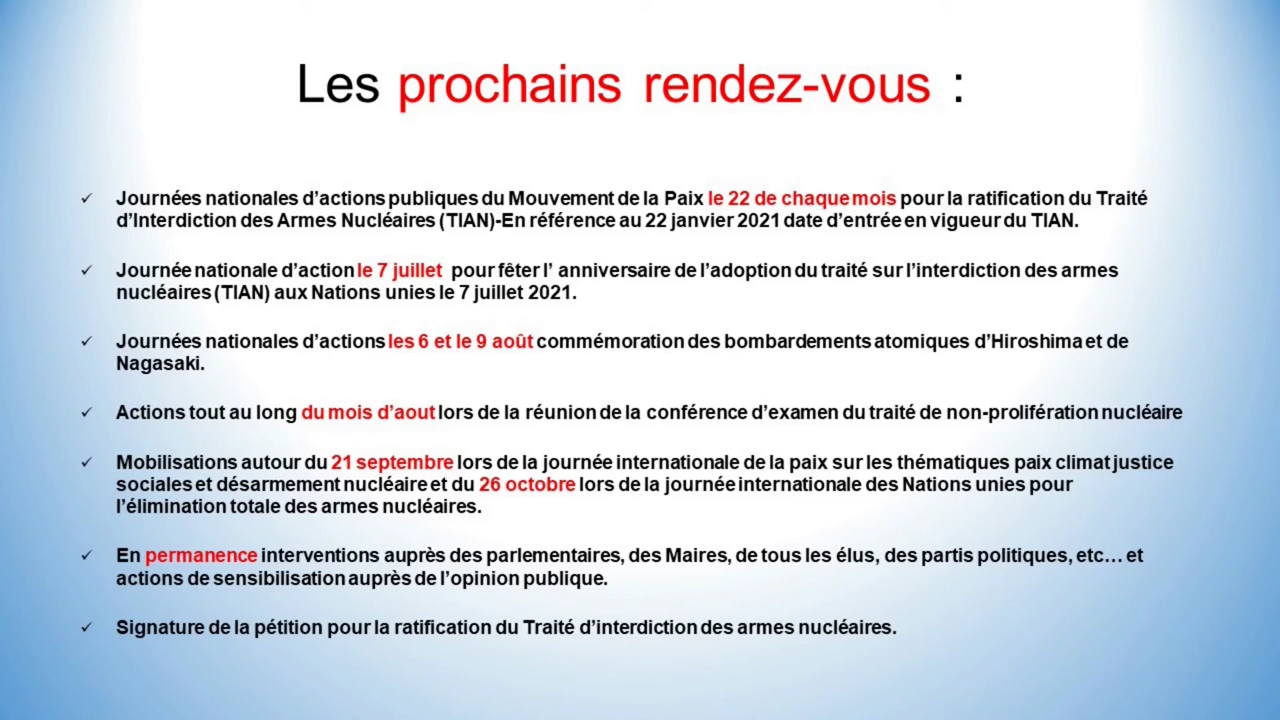 Les prochains rendez-vous :
✓ Journées nationales d’actions publiques du Mouvement de la Paix le 22 de chaque mois pour la ratification du Traité
d’Interdiction des Armes Nucléaires (TIAN)-En référence au 22 janvier 2021 date d’entrée en vigueur du TIAN.
✓ Journée nationale d’action le 7 juillet pour fêter l’ anniversaire de l’adoption du traité sur l’interdiction des armes
nucléaires (TIAN) aux Nations unies le 7 juillet 2021.
✓ Journées nationales d’actions les 6 et le 9 août commémoration des bombardements atomiques d’Hiroshima et de
Nagasaki.
✓ Actions tout au long du mois d’aout lors de la réunion de la conférence d’examen du traité de non-prolifération nucléaire
✓ Mobilisations autour du 21 septembre lors de la journée internationale de la paix sur les thématiques paix climat justice
sociales et désarmement nucléaire et du 26 octobre lors de la journée internationale des Nations unies pour
l’élimination totale des armes nucléaires.
✓ En permanence interventions auprès des parlementaires, des Maires, de tous les élus, des partis politiques, etc… et
actions de sensibilisation auprès de l’opinion publique.
✓ Signature de la pétition pour la ratification du Traité d’interdiction des armes nucléaires.